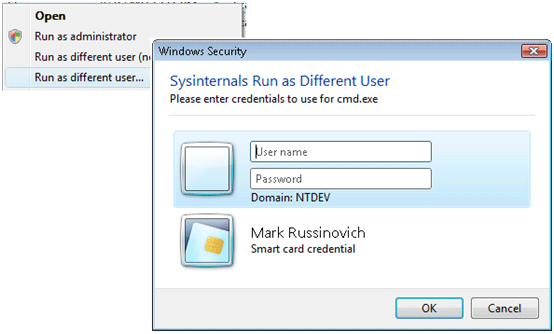 Open
Run as administrator
Run as different user
Run as different user...
Windows Security
Sysinternals Run as Different User
Please enter credentials to use for cmd.exe
User name
Password
Domain: NTDEV
Mark Russinovich
Smart card credential
OK
Cancel